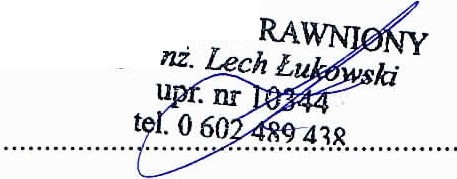 RAWNIONY
nż. Lech Łukowski
upr. nr 10344
tel. 0 602 489 438